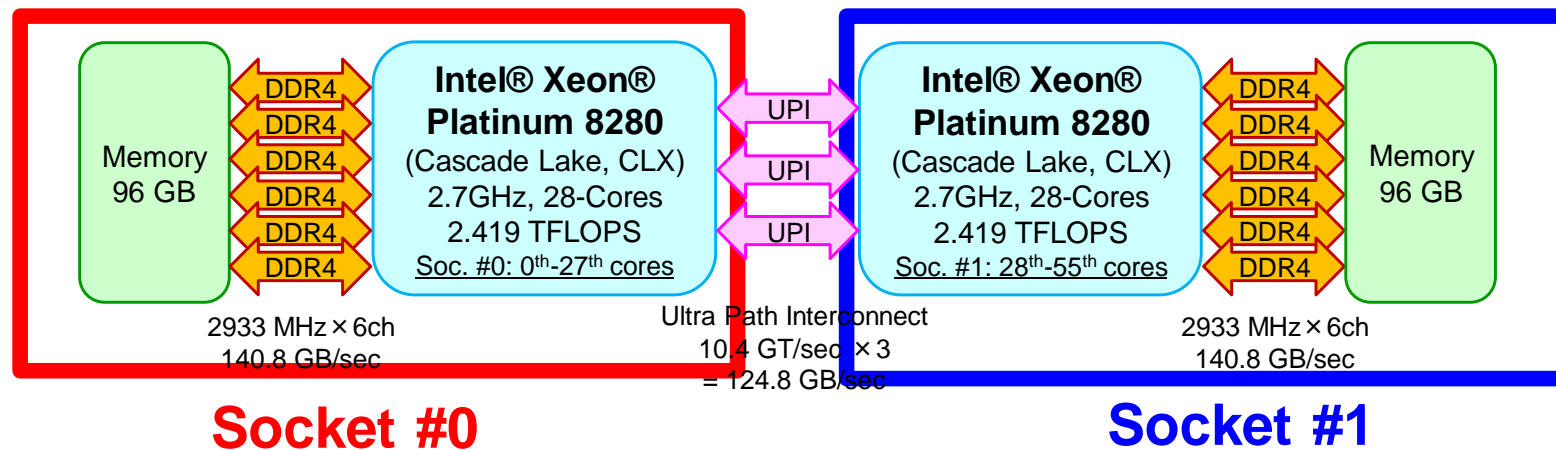 Memory
96 GB
DDR4
DDR4
DDR4
DDR4
DDR4
DDR4
Intel® Xeon®
Platinum 8280
(Cascade Lake, CLX)
2.7GHz, 28-Cores
2.419 TFLOPS
Soc. #0: 0th-27th cores
UPI
UPI
UPI
Intel® Xeon®
Platinum 8280
(Cascade Lake, CLX)
2.7GHz, 28-Cores
2.419 TFLOPS
Soc. #1: 28th-55th cores
DDR4
DDR4
DDR4
DDR4
DDR4
DDR4
Memory
96 GB
2933 MHz×6ch
140.8 GB/sec
Ultra Path Interconnect
10.4 GT/sec ×3
= 124.8 GB/sec
2933 MHz×6ch
140.8 GB/sec
Socket #0
Socket #1